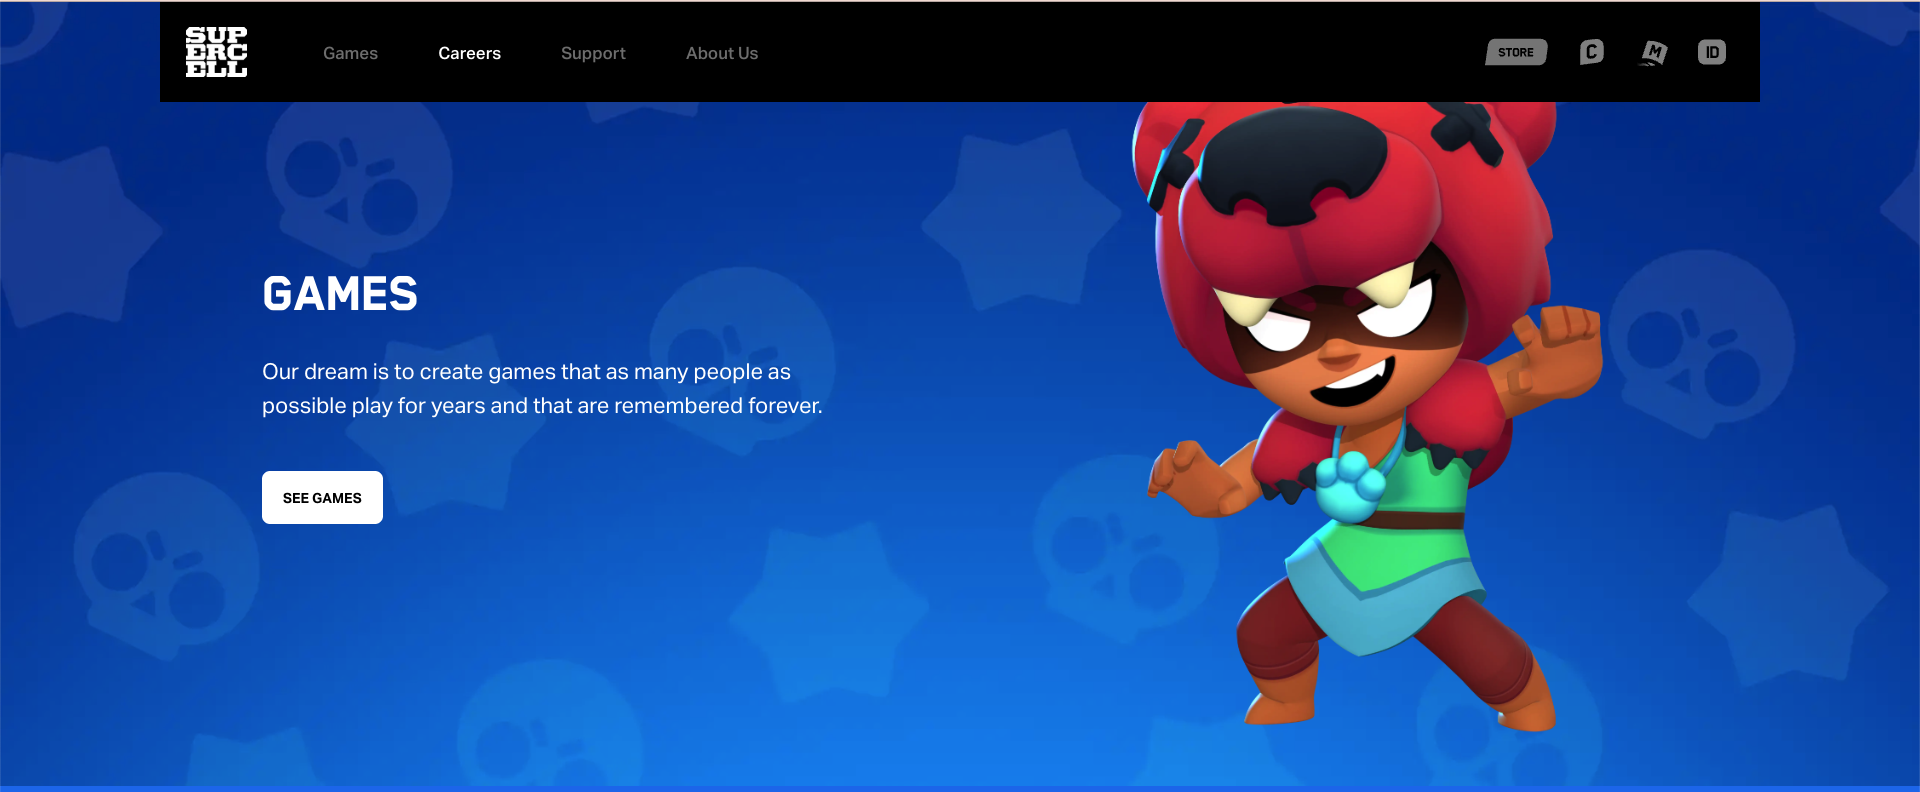 SUP
ERC
ELL
Games
Careers
Support
About Us
STORE
C
M
ID
GAMES
Our dream is to create games that as many people as
possible play for years and that are remembered forever.
SEE GAMES